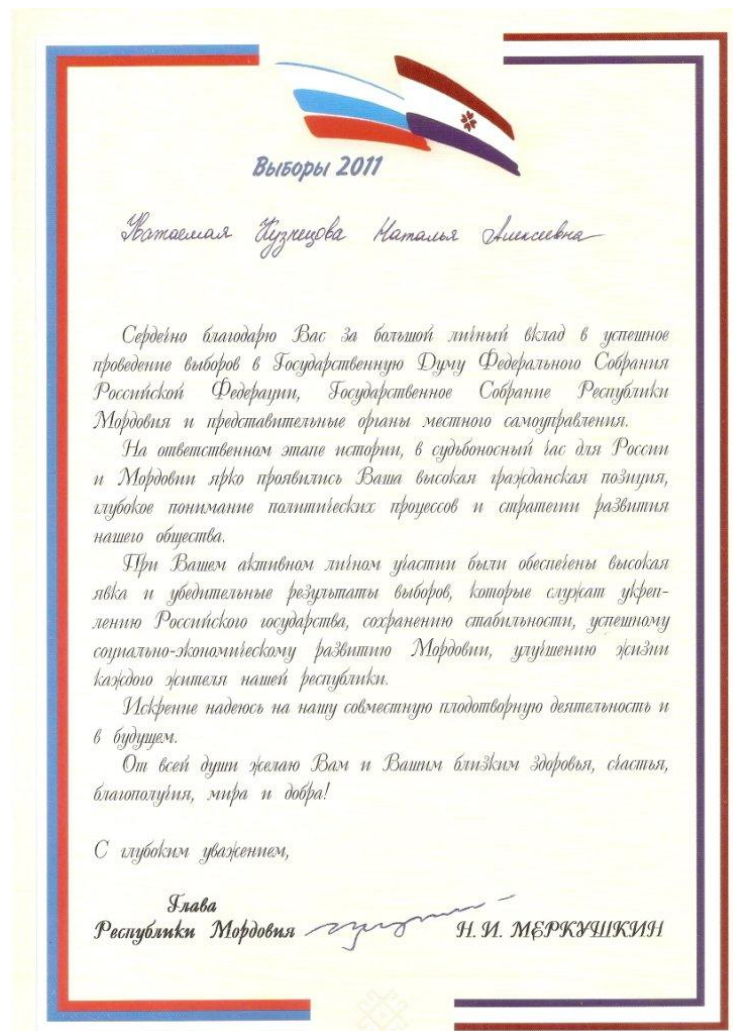 Выборы 2011
Уважаемая Кузнецова Наталья Алексеевна
Сердечно благодарю Вас за большой личный вклад в успешное
проведение выборов в Государственную Думу Федерального Собрания
Российской Федерации, Государственное Собрание Республики
Мордовия и представительные органы местного самоуправления.
На ответственном этапе истории, в судьбоносный час для России
и Мордовии ярко проявились Ваша высокая гражданская позиция,
глубокое понимание политических процессов и стратегии развития
нашего общества.
При Вашем активном личном участии были обеспечены высокая
явка и убедительные результаты выборов, которые служат укреп-
лению Российского государства, сохранению стабильности, успешному
социально-экономическому развитию Мордовии, улучшению жизни
каждого жителя нашей республики.
Искренне надеюсь на нашу совместную плодотворную деятельность и
в будущем.
От всей души желаю Вам и Вашим близким здоровья, счастья,
благополучия, мира и добра!
С глубоким уважением,
Глава
Республики Мордовия Н. И. МЕРКУШКИН